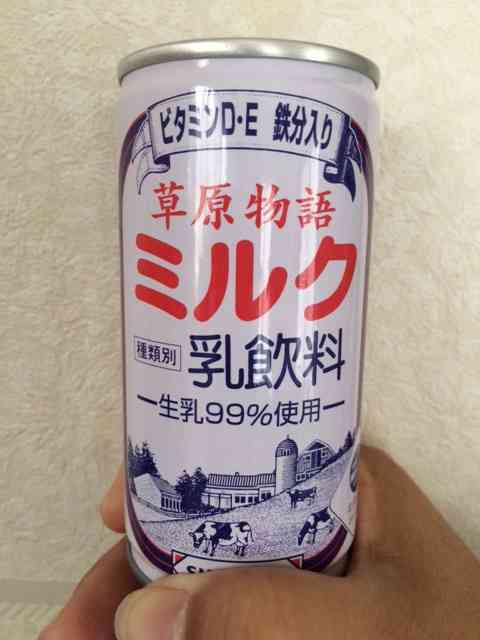 ビタミンD・E 鉄分入り
草原物語
ミルク
種類別 乳飲料
ー生乳99%使用ー